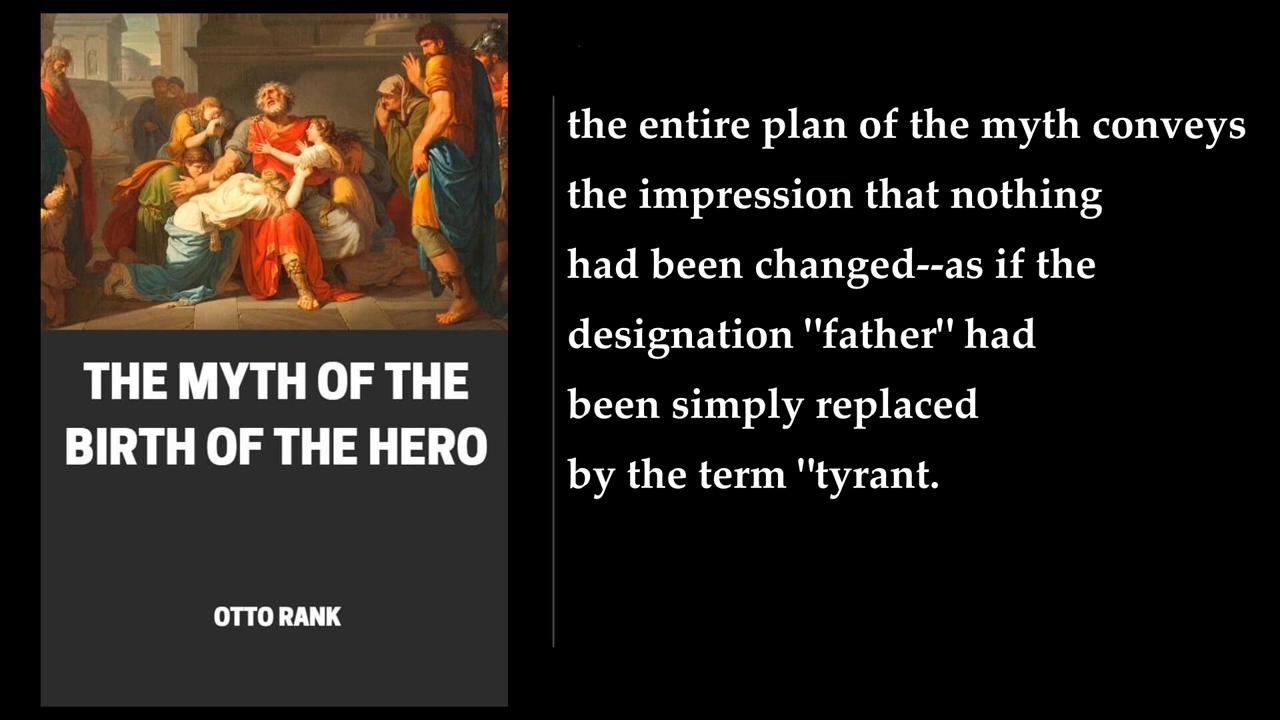 THE MYTH OF THE
BIRTH OF THE HERO
OTTO RANK
the entire plan of the myth conveys
the impression that nothing
had been changed--as if the
designation "father" had
been simply replaced
by the term "tyrant.